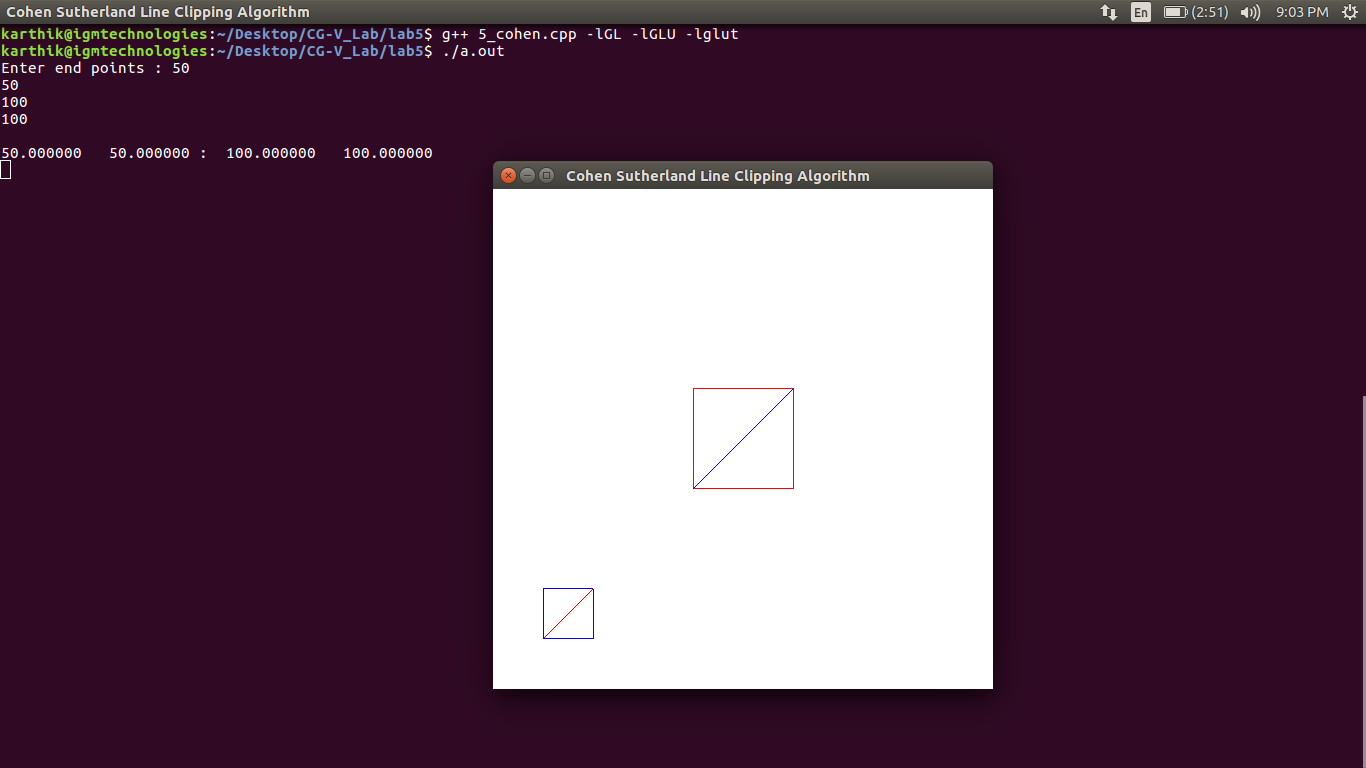 Cohen Sutherland Line Clipping Algorithm En (2:51) 9:03 PM
karthik@igmtechnologies:~/Desktop/CG-V_Lab/lab5$ g++ 5_cohen.cpp -lGL -lGLU -lglut
karthik@igmtechnologies:~/Desktop/CG-V_Lab/lab5$ ./a.out
Enter end points : 50
50
100
100
50.000000   50.000000 :  100.000000   100.000000
Cohen Sutherland Line Clipping Algorithm